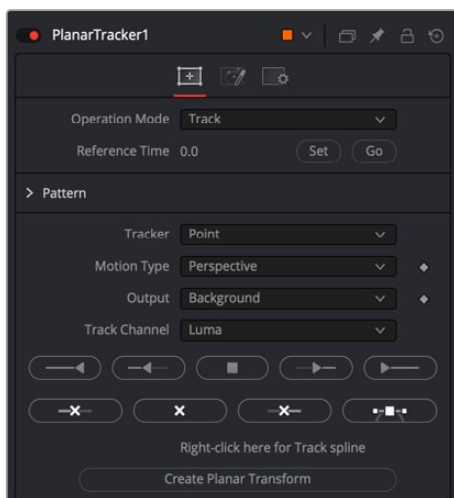 PlanarTracker1
Operation Mode Track
Reference Time 0.0 Set Go
Pattern
Tracker Point
Motion Type Perspective
Output Background
Track Channel Luma
Right-click here for Track spline
Create Planar Transform